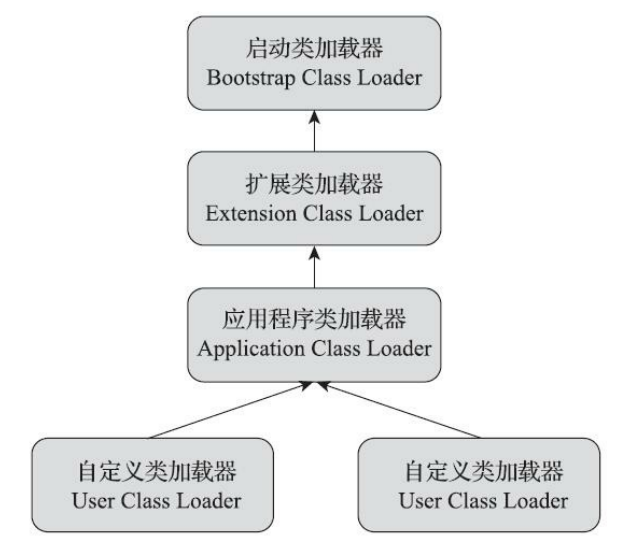 启动类加载器
Bootstrap Class Loader
扩展类加载器
Extension Class Loader
应用程序类加载器
Application Class Loader
自定义类加载器
User Class Loader
自定义类加载器
User Class Loader